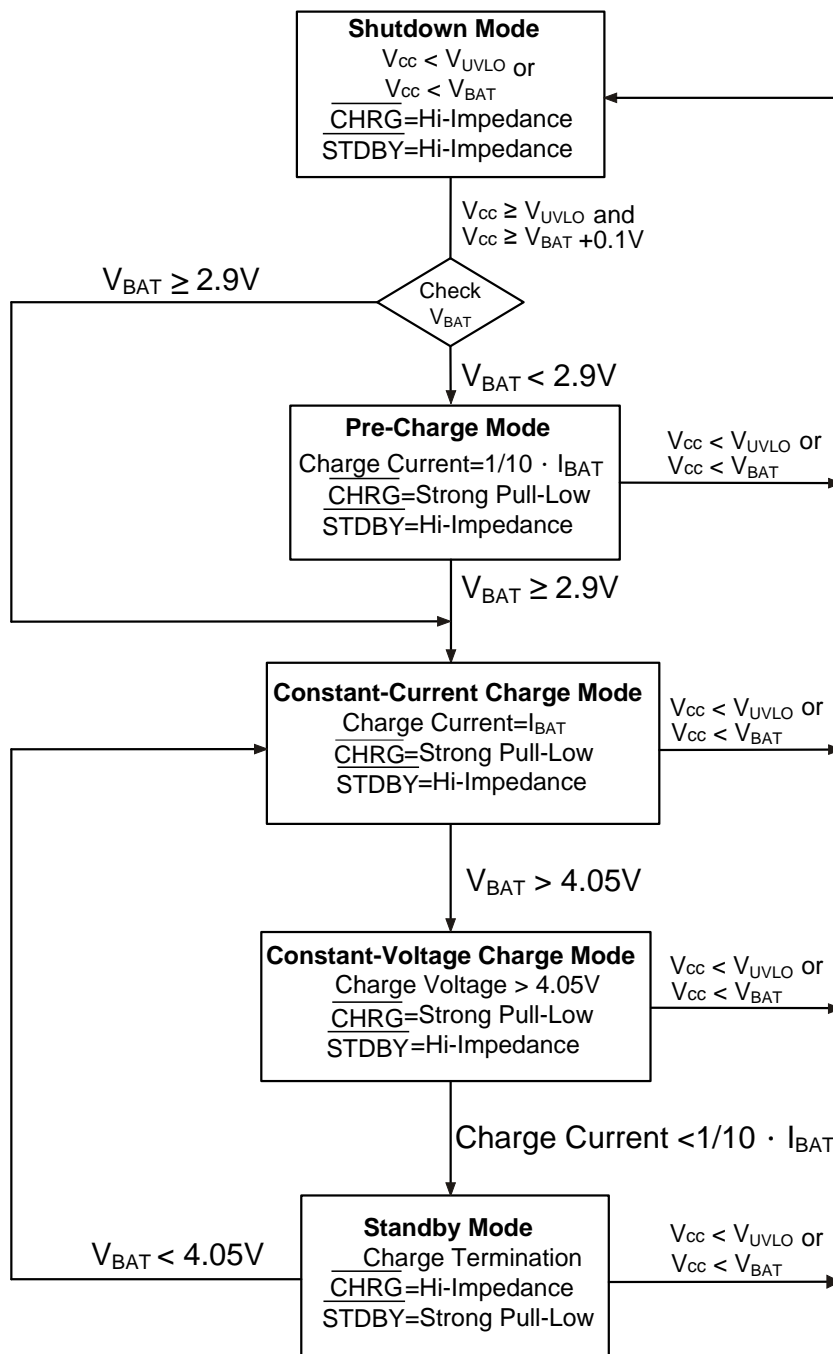 Shutdown Mode
Vcc < VUVLO or
Vcc < VBAT
CHRG=Hi-Impedance
STDBY=Hi-Impedance
Vcc ≥ VUVLO and
Vcc ≥ VBAT +0.1V
VBAT ≥ 2.9V
Check
VBAT
VBAT < 2.9V
Pre-Charge Mode
Charge Current=1/10 · IBAT
CHRG=Strong Pull-Low
STDBY=Hi-Impedance
Vcc < VUVLO or
Vcc < VBAT
VBAT ≥ 2.9V
Constant-Current Charge Mode
Charge Current=IBAT
CHRG=Strong Pull-Low
STDBY=Hi-Impedance
Vcc < VUVLO or
Vcc < VBAT
VBAT > 4.05V
Constant-Voltage Charge Mode
Charge Voltage > 4.05V
CHRG=Strong Pull-Low
STDBY=Hi-Impedance
Vcc < VUVLO or
Vcc < VBAT
Charge Current <1/10 · IBAT
VBAT < 4.05V
Standby Mode
Charge Termination
CHRG=Hi-Impedance
STDBY=Strong Pull-Low
Vcc < VUVLO or
Vcc < VBAT